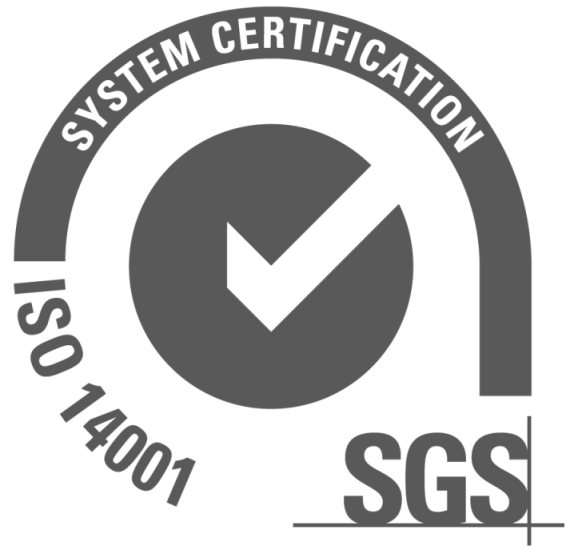 SYSTEM CERTIFICATION
ISO 14001
SGS